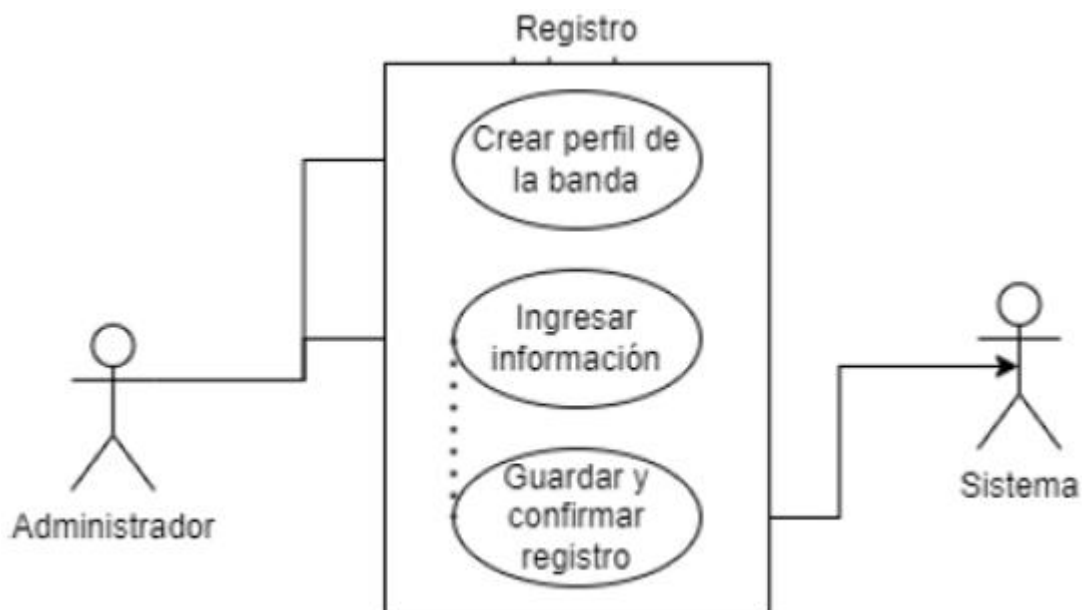 Registro
Crear perfil de
la banda
Ingresar
información
Guardar y
confirmar
registro
Administrador
Sistema